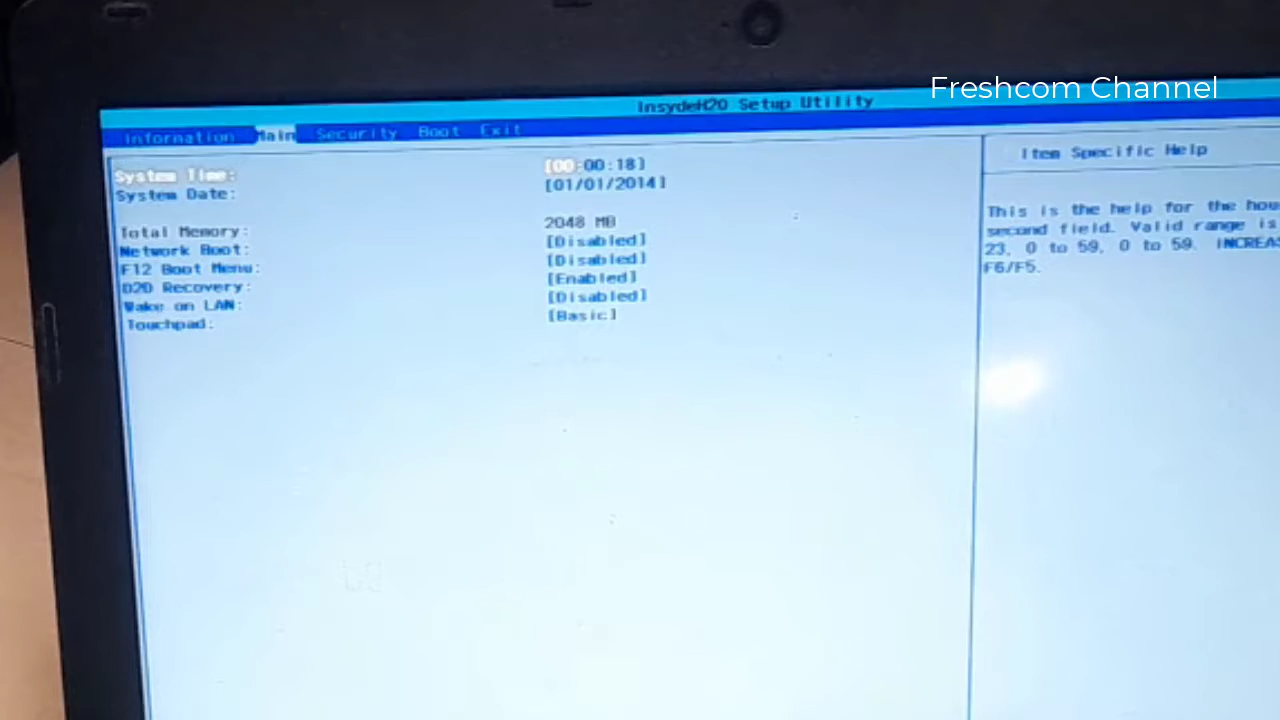 Freshcom Channel
InsydeH2O Setup Utility
Information Main Security Boot Exit
System Time: [00:00:18]
System Date: [01/01/2014]
Total Memory: 2048 MB
Network Boot: [Disabled]
F12 Boot Menu: [Disabled]
D2D Recovery: [Enabled]
Wake on LAN: [Disabled]
Touchpad: [Basic]
Item Specific Help
This is the help for the
second field. Valid range is
23, 0 to 59, 0 to 59.
F6/F5.